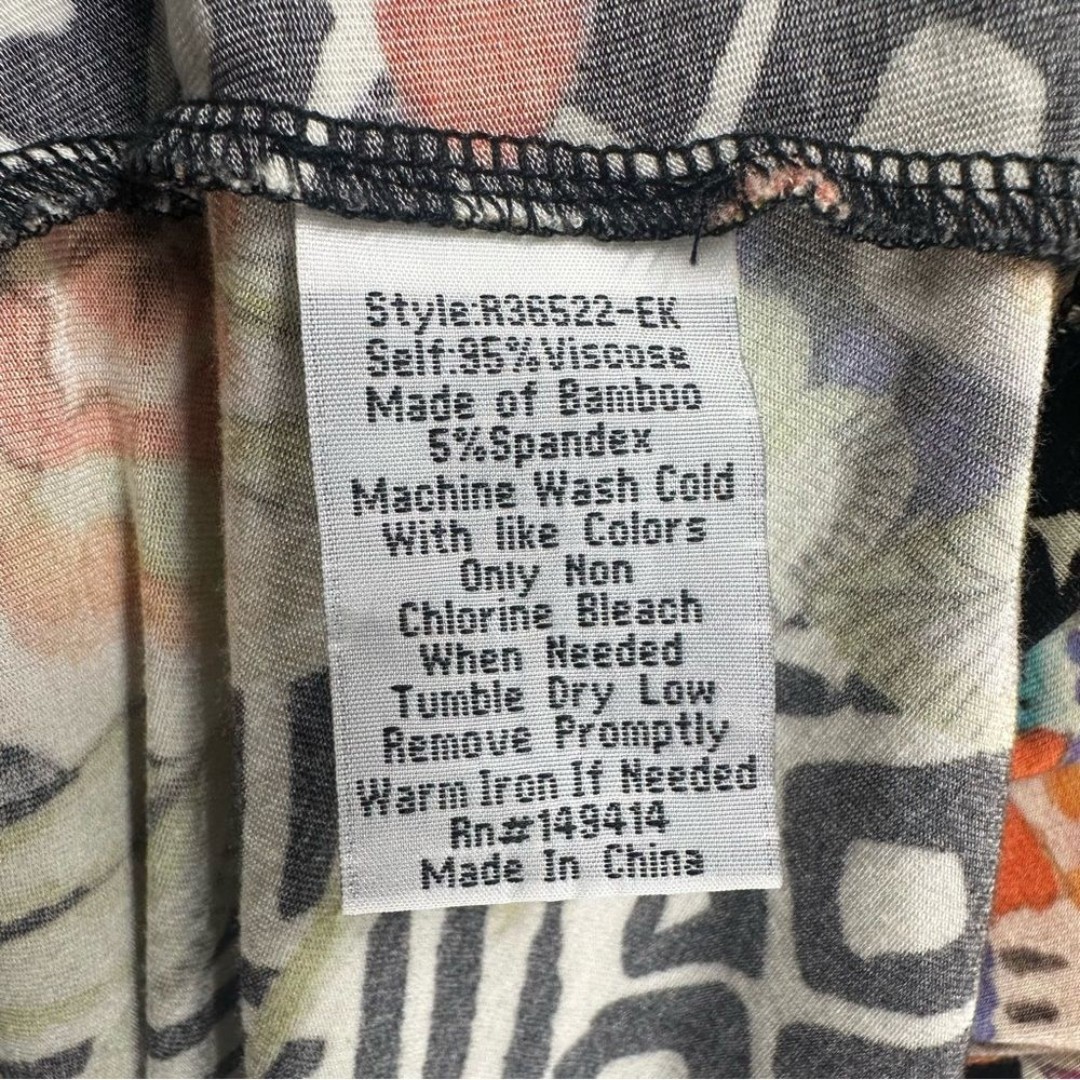 Style:R36522-EK
Self:95%Viscose
Made of Bamboo
5%Spandex
Machine Wash Cold
With like Colors
Only Non
Chlorine Bleach
When Needed
Tumble Dry Low
Remove Promptly
Warm Iron If Needed
Rn#149414
Made In China